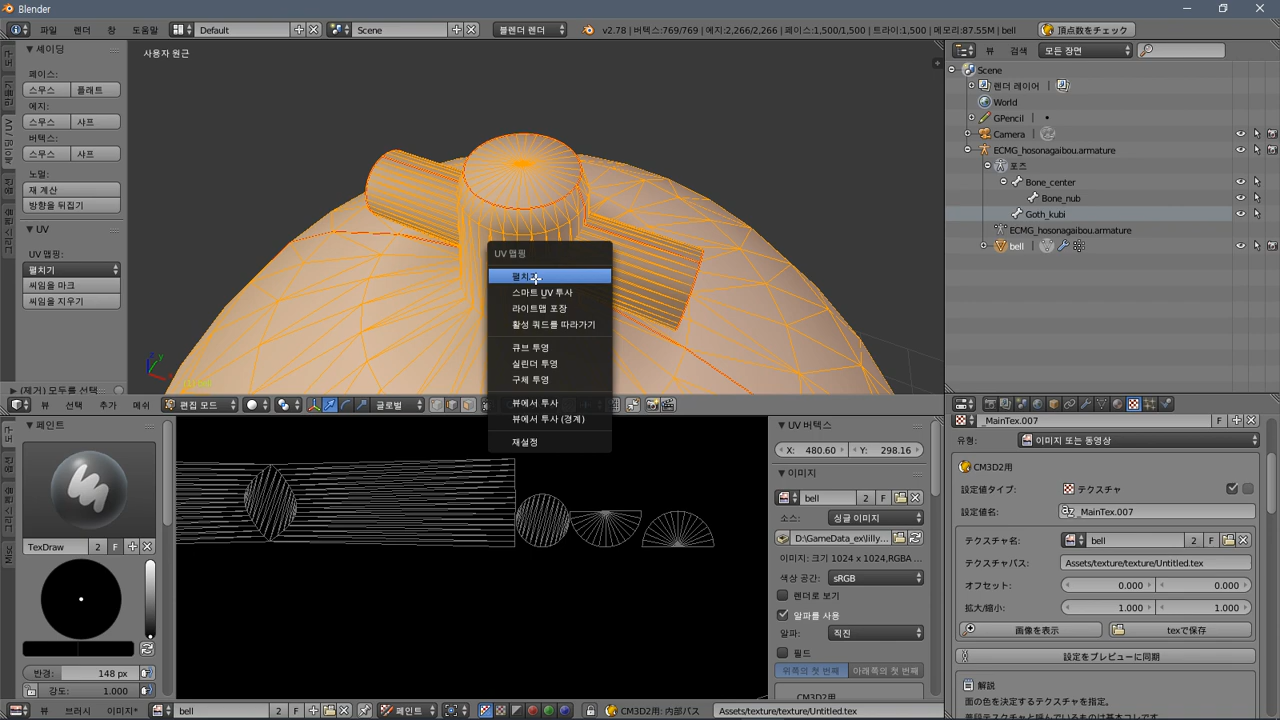 Blender
파일
렌더
창
도움말
Default
Scene
블렌더 렌더
v2.78 | 버텍스:769/769 | 에지:2,266/2,266 | 페이스:1,500/1,500 | 트라이:1,500 | 메모리:87.55M | bell
頂点数をチェック
셰이딩
페이스:
스무스
플래트
에지:
스무스
샤프
버텍스:
스무스
샤프
노멀:
재 계산
방향을 뒤집기
UV
UV 맵핑:
펼치기
씨임을 마크
씨임을 지우기
(제거) 모두를 선택...
사용자 원근
UV 맵핑
펼치기
스마트 UV 투사
라이트맵 포장
활성 쿼드를 따라가기
큐브 투영
실린더 투영
구체 투영
뷰에서 투사
뷰에서 투사 (경계)
재설정
뷰
선택
추가
메쉬
편집 모드
글로벌
뷰
검색
모든 장면
Scene
렌더 레이어
World
GPencil
Camera
ECMG_hosonagaibou.armature
포즈
Bone_center
Bone_nub
Goth_kubi
ECMG_hosonagaibou.armature
bell
페인트
TexDraw
2
F
반경:
148 px
강도:
1.000
UV 버텍스
X:
480.60
Y:
298.16
이미지
bell
2
F
소스:
싱글 이미지
D:\GameData_ex\lilly...
이미지: 크기 1024 x 1024,RGBA ...
색상 공간:
sRGB
렌더로 보기
알파를 사용
알파:
직진
필드
위쪽의 첫 번째
아래쪽의 첫 번째
CM3D2用
뷰
브러시
이미지*
bell
2
F
페인트
CM3D2用: 内部パス
Assets/texture/texture/Untitled.tex
_MainTex.007
F
유형:
이미지 또는 동영상
CM3D2用
設定値タイプ:
テクスチャ
設定値名:
_MainTex.007
テクスチャ名:
bell
2
F
テクスチャパス:
Assets/texture/texture/Untitled.tex
オフセット:
0.000
0.000
拡大/縮小:
1.000
1.000
画像を表示
texで保存
設定をプレビューに同期
解説
色の決定するテクスチャを指定。